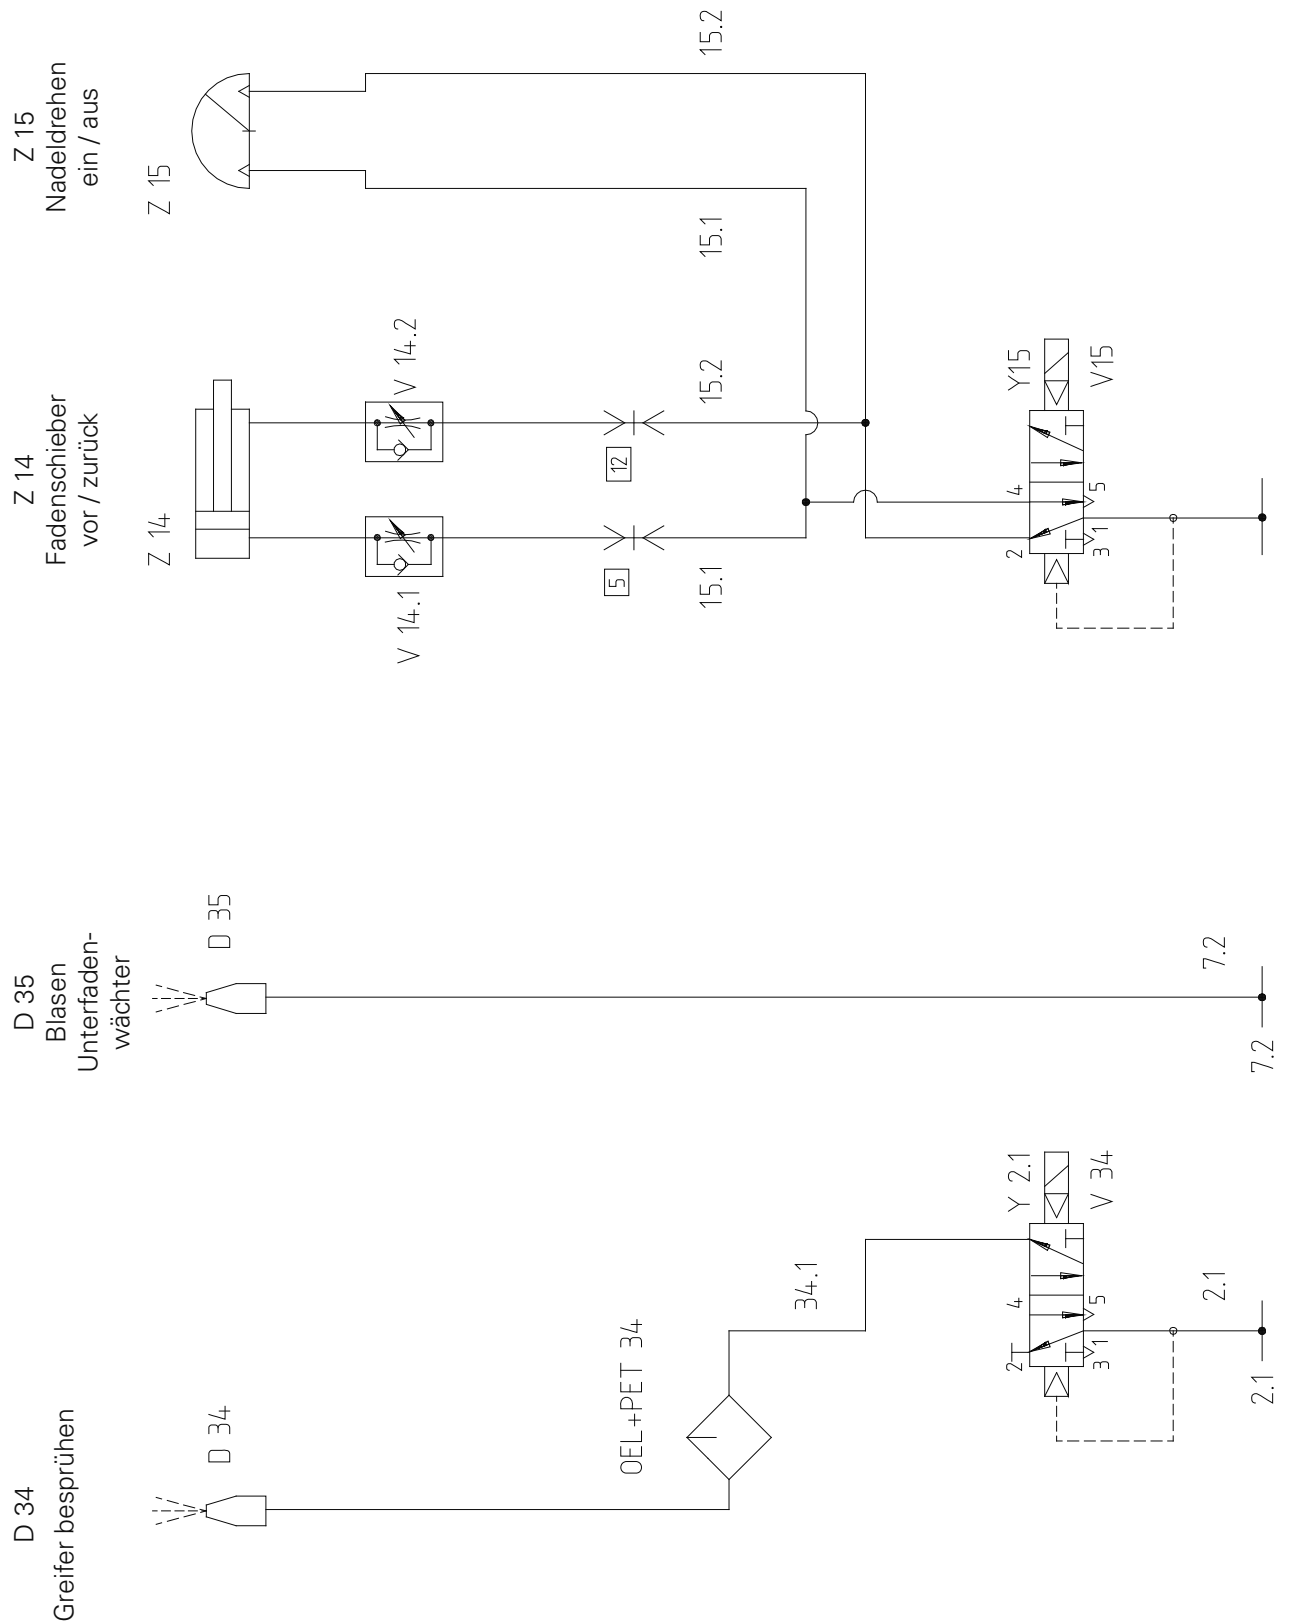 D 34
Greifer besprühen
D 35
Blasen
Unterfaden-
wächter
Z 14
Fadenschieber
vor / zurück
Z 15
Nadeldrehen
ein / aus
D 34
D 35
Z 14
Z 15
V 14.1
V 14.2
OEL+PET 34
5
12
15.1
15.2
15.1
15.2
34.1
Y 2.1
2
4
3
1
5
V 34
Y15
2
4
3
1
5
V15
2.1
2.1
7.2
7.2